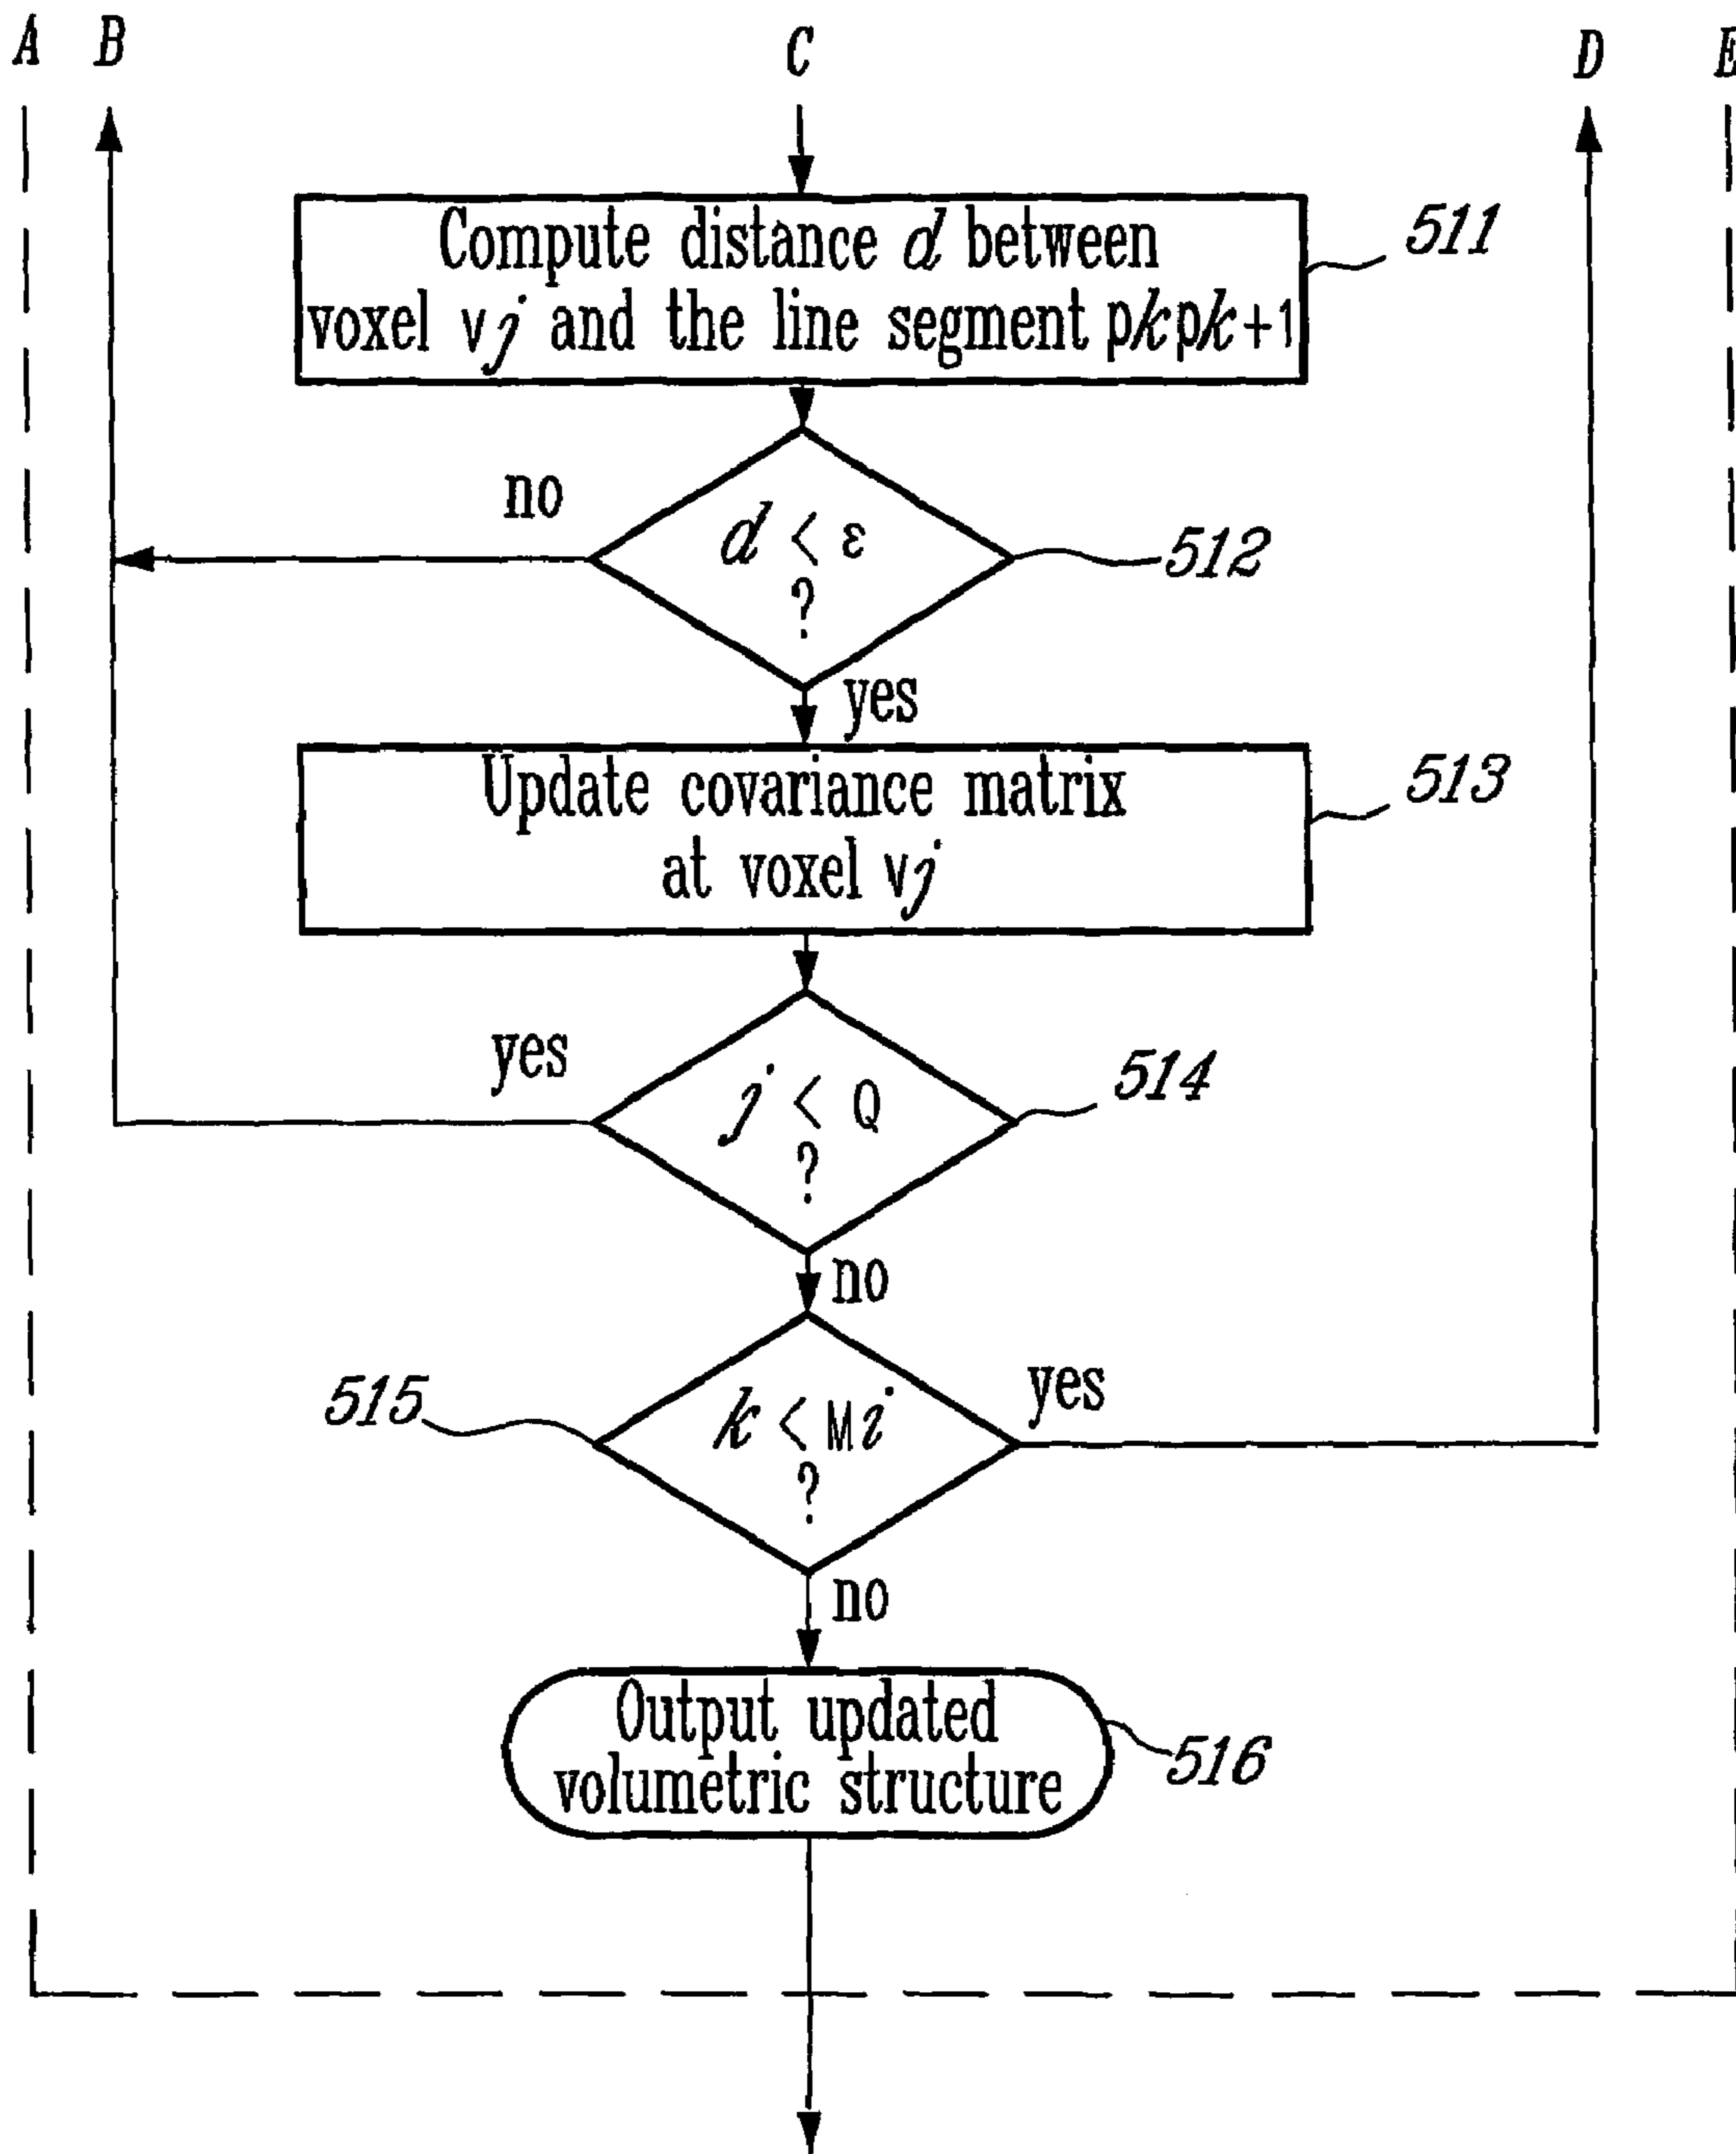 A B C D E
Compute distance d between
voxel vj and the line segment pkpk+1
511
no
d < ε
?
512
yes
Update covariance matrix
at voxel vj
513
yes
j < Q
?
514
no
515
k < Mi
?
yes
no
Output updated
volumetric structure
516